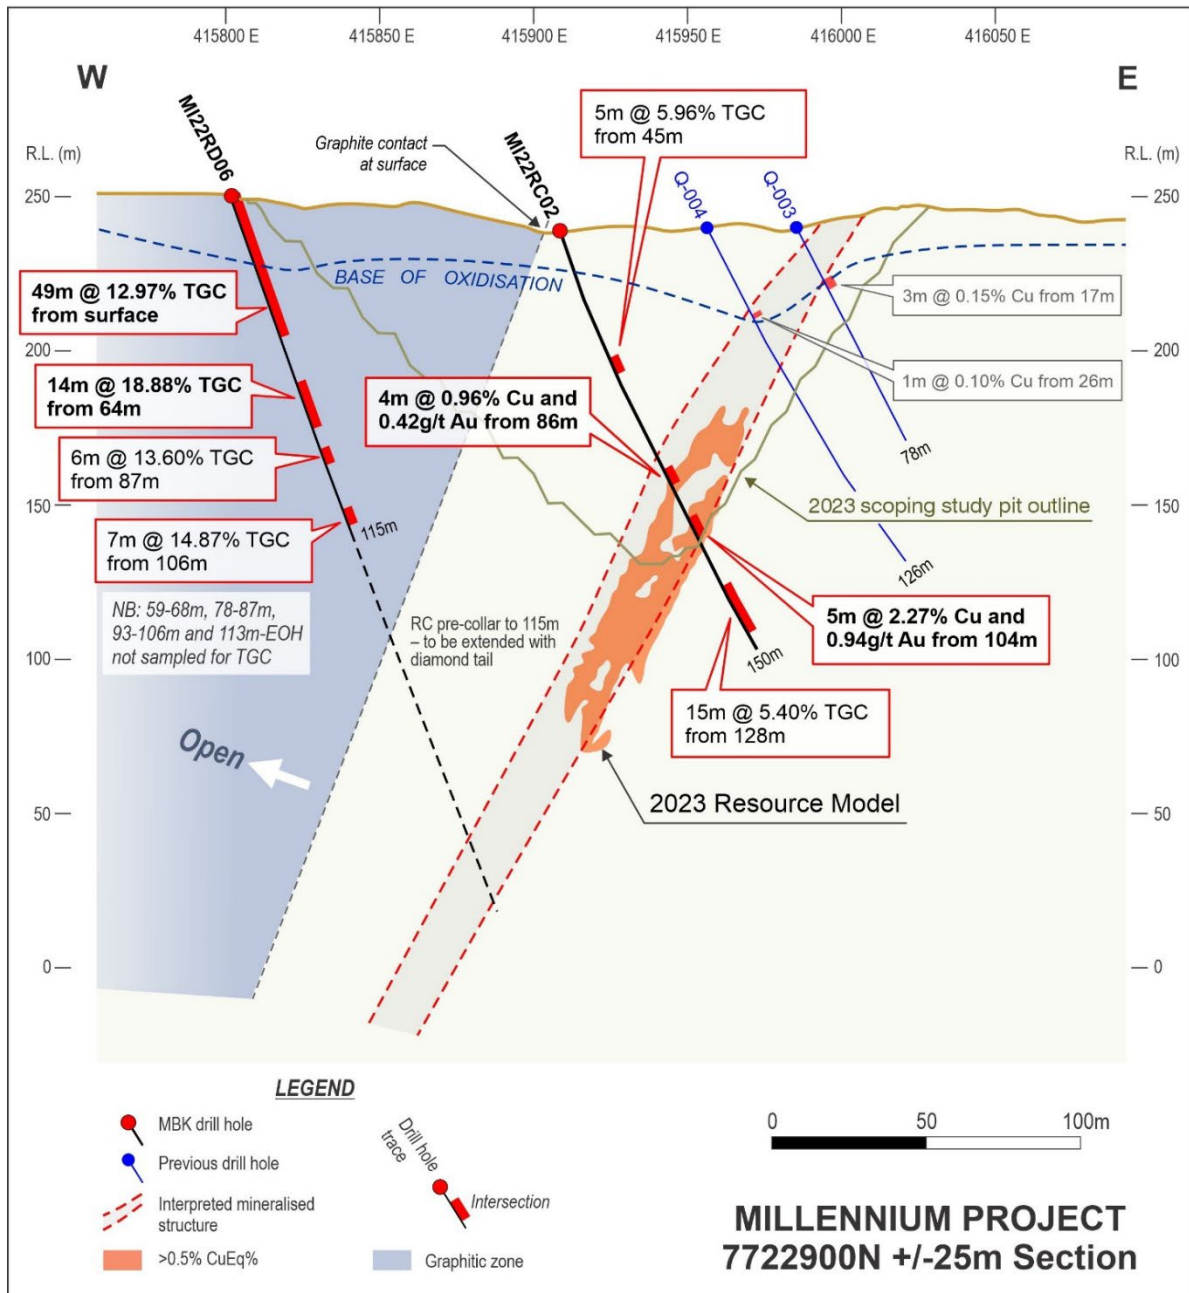 415800 E
415850 E
415900 E
415950 E
416000 E
416050 E
W
E
MI22RD06
Graphite contact
at surface
MI22RC02
5m @ 5.96% TGC
from 45m
Q-004
Q-003
R.L. (m)
R.L. (m)
250
250
BASE OF OXIDISATION
49m @ 12.97% TGC
from surface
3m @ 0.15% Cu from 17m
200
200
14m @ 18.88% TGC
from 64m
4m @ 0.96% Cu and
0.42g/t Au from 86m
1m @ 0.10% Cu from 26m
6m @ 13.60% TGC
from 87m
78m
150
150
2023 scoping study pit outline
7m @ 14.87% TGC
from 106m
115m
126m
NB: 59-68m, 78-87m,
93-106m and 113m-EOH
not sampled for TGC
RC pre-collar to 115m
– to be extended with
diamond tail
5m @ 2.27% Cu and
0.94g/t Au from 104m
150m
100
100
15m @ 5.40% TGC
from 128m
Open
2023 Resource Model
50
50
0
0
LEGEND
MBK drill hole
Previous drill hole
Interpreted mineralised
structure
>0.5% CuEq%
Drill hole
trace
Intersection
Graphitic zone
0
50
100m
MILLENNIUM PROJECT
7722900N +/-25m Section